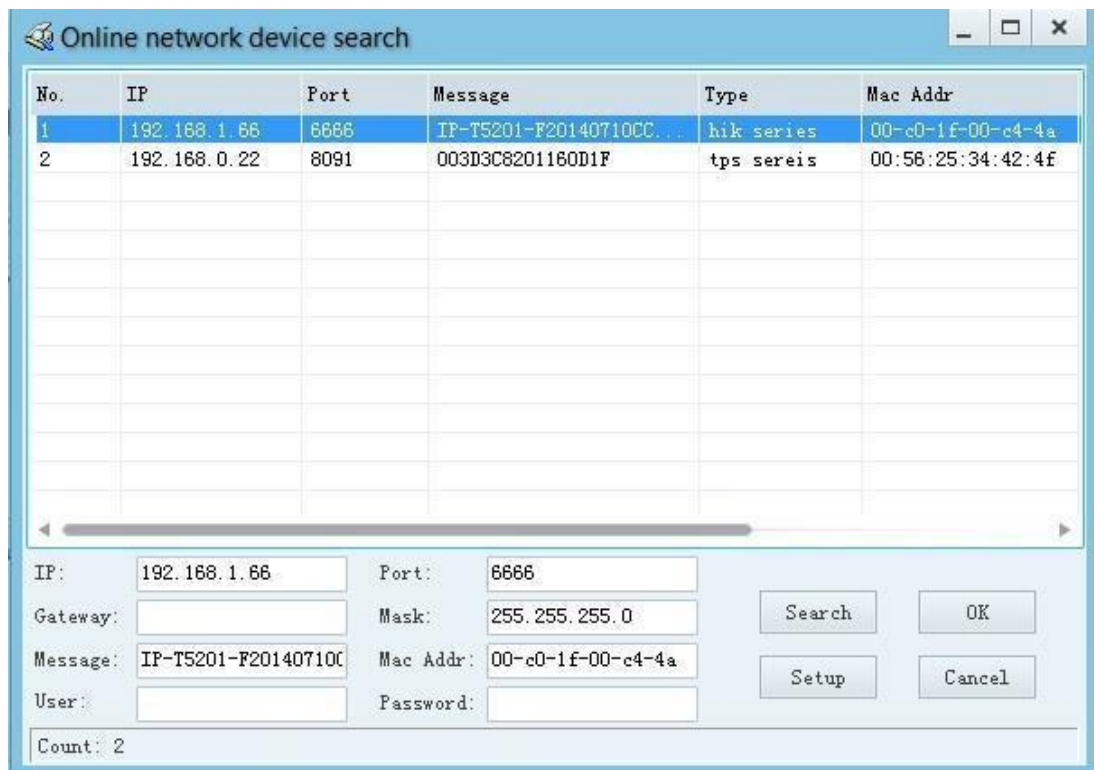 Online network device search
No. IP Port Message Type Mac Addr
1 192.168.1.66 6666 IP-T5201-F20140710CC... hik series 00-c0-1f-00-c4-4a
2 192.168.0.22 8091 003D3C8201160D1F tps sereis 00:56:25:34:42:4f
IP: 192.168.1.66 Port: 6666
Gateway: Mask: 255.255.255.0 Search OK
Message: IP-T5201-F20140710C Mac Addr: 00-c0-1f-00-c4-4a
Setup Cancel
User: Password:
Count: 2